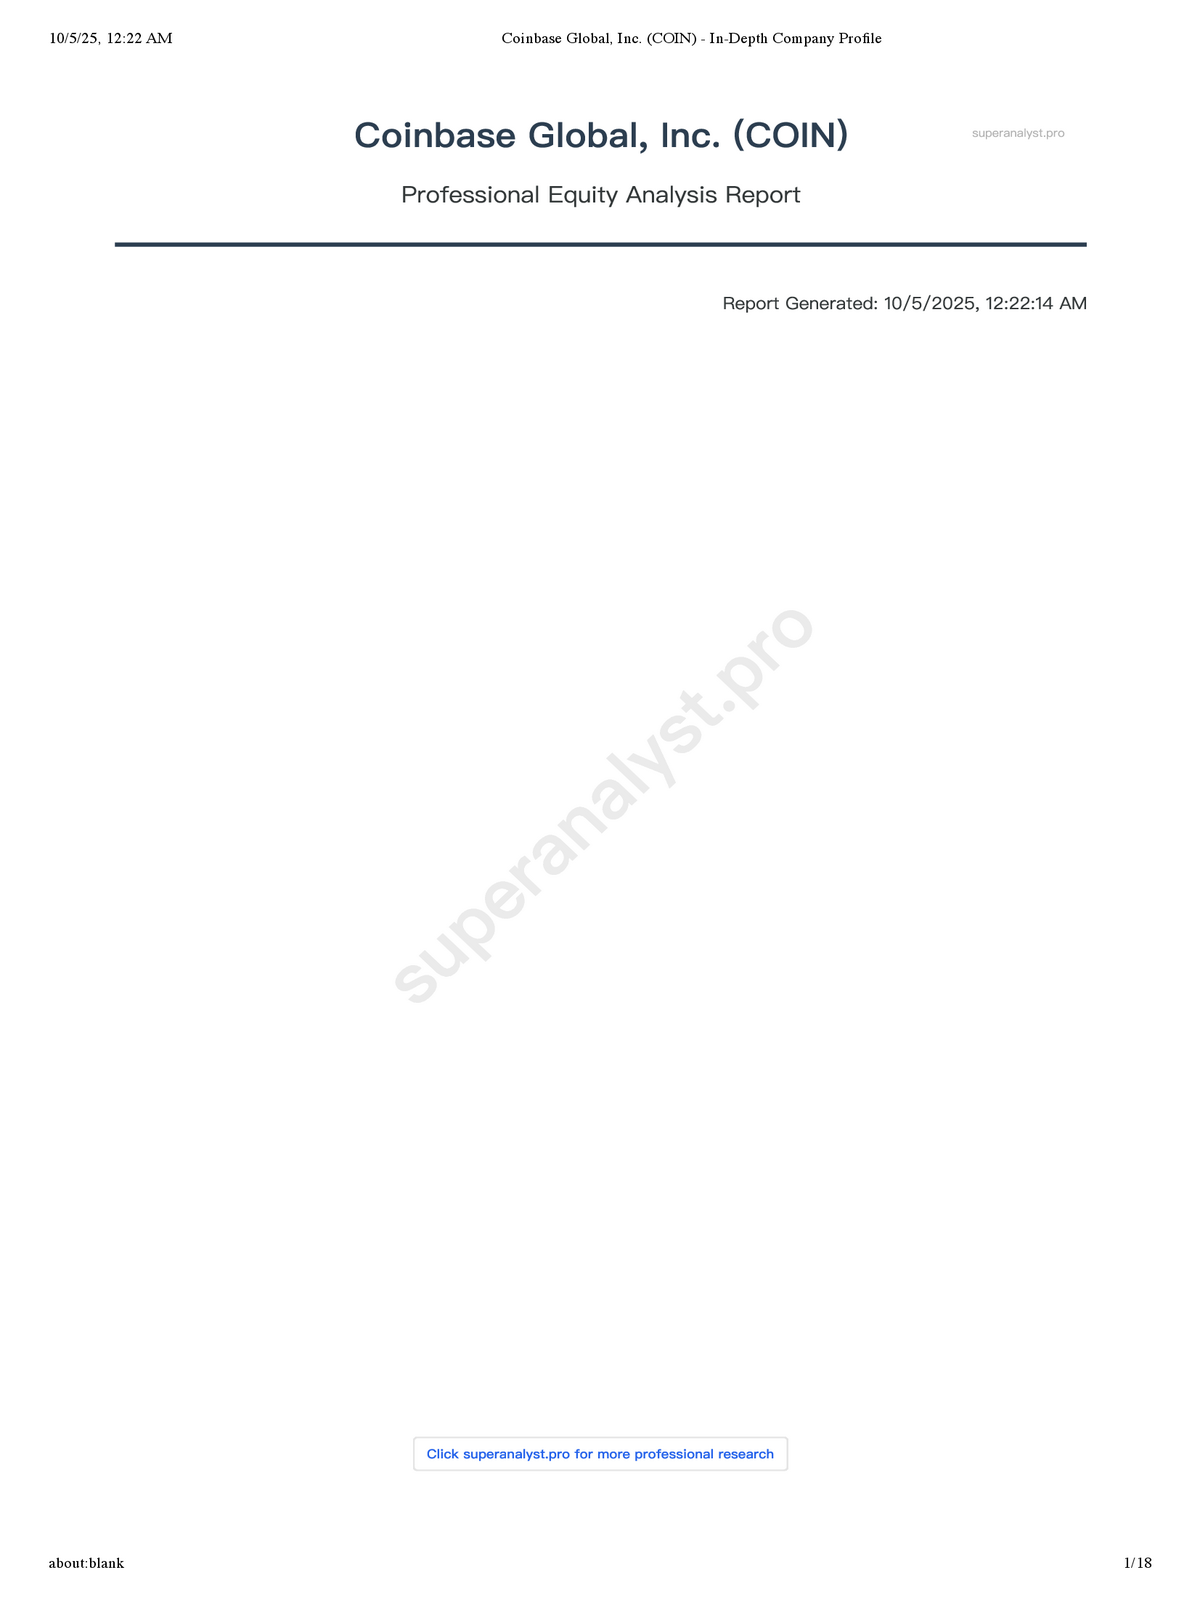 10/5/25, 12:22 AM Coinbase Global, Inc. (COIN) - In-Depth Company Profile
Coinbase Global, Inc. (COIN)
superanalyst.pro
Professional Equity Analysis Report
Report Generated: 10/5/2025, 12:22:14 AM
superanalyst.pro
Click superanalyst.pro for more professional research
about:blank 1/18